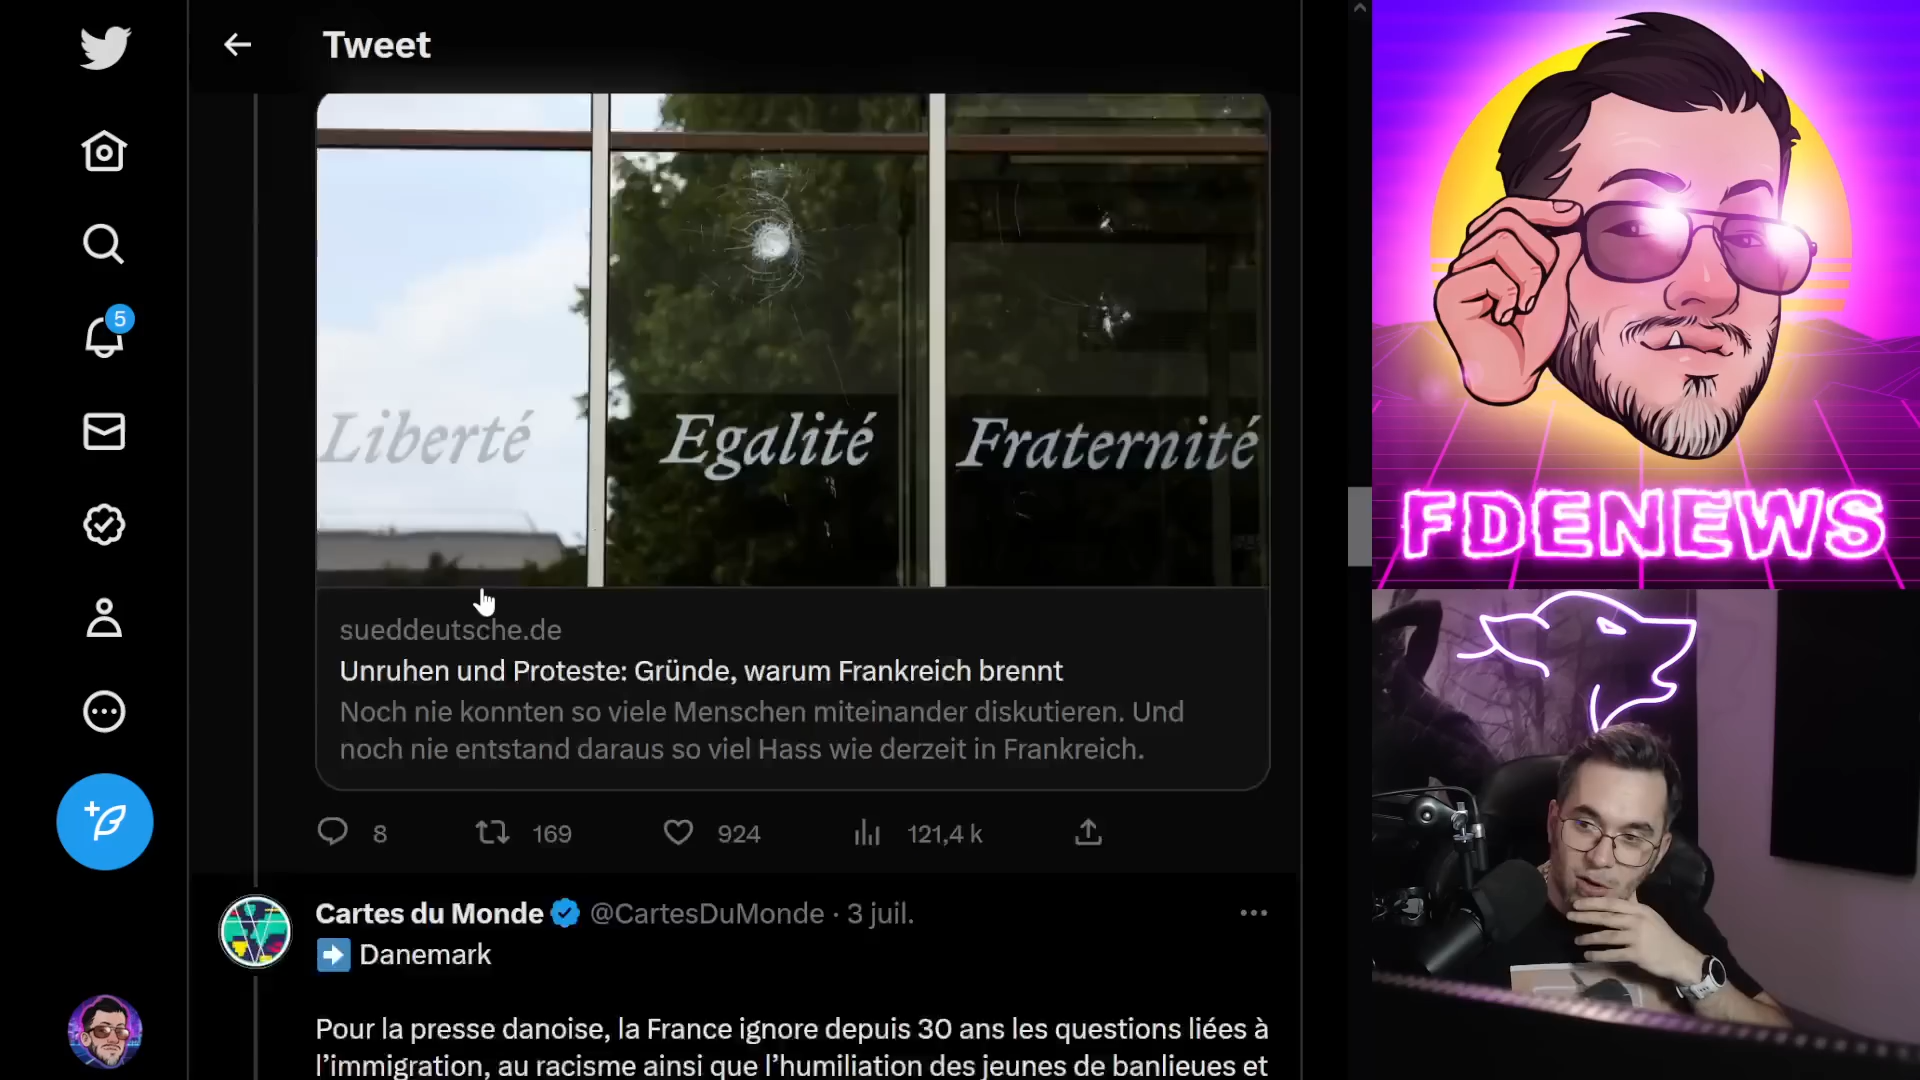 Tweet
5
Liberté
Egalité
Fraternité
sueddeutsche.de
Unruhen und Proteste: Gründe, warum Frankreich brennt
Noch nie konnten so viele Menschen miteinander diskutieren. Und
noch nie entstand daraus so viel Hass wie derzeit in Frankreich.
8
169
924
121,4 k
Cartes du Monde @CartesDuMonde · 3 juil.
Danemark
Pour la presse danoise, la France ignore depuis 30 ans les questions liées à
l’immigration, au racisme ainsi que l’humiliation des jeunes de banlieues et
FDENEWS